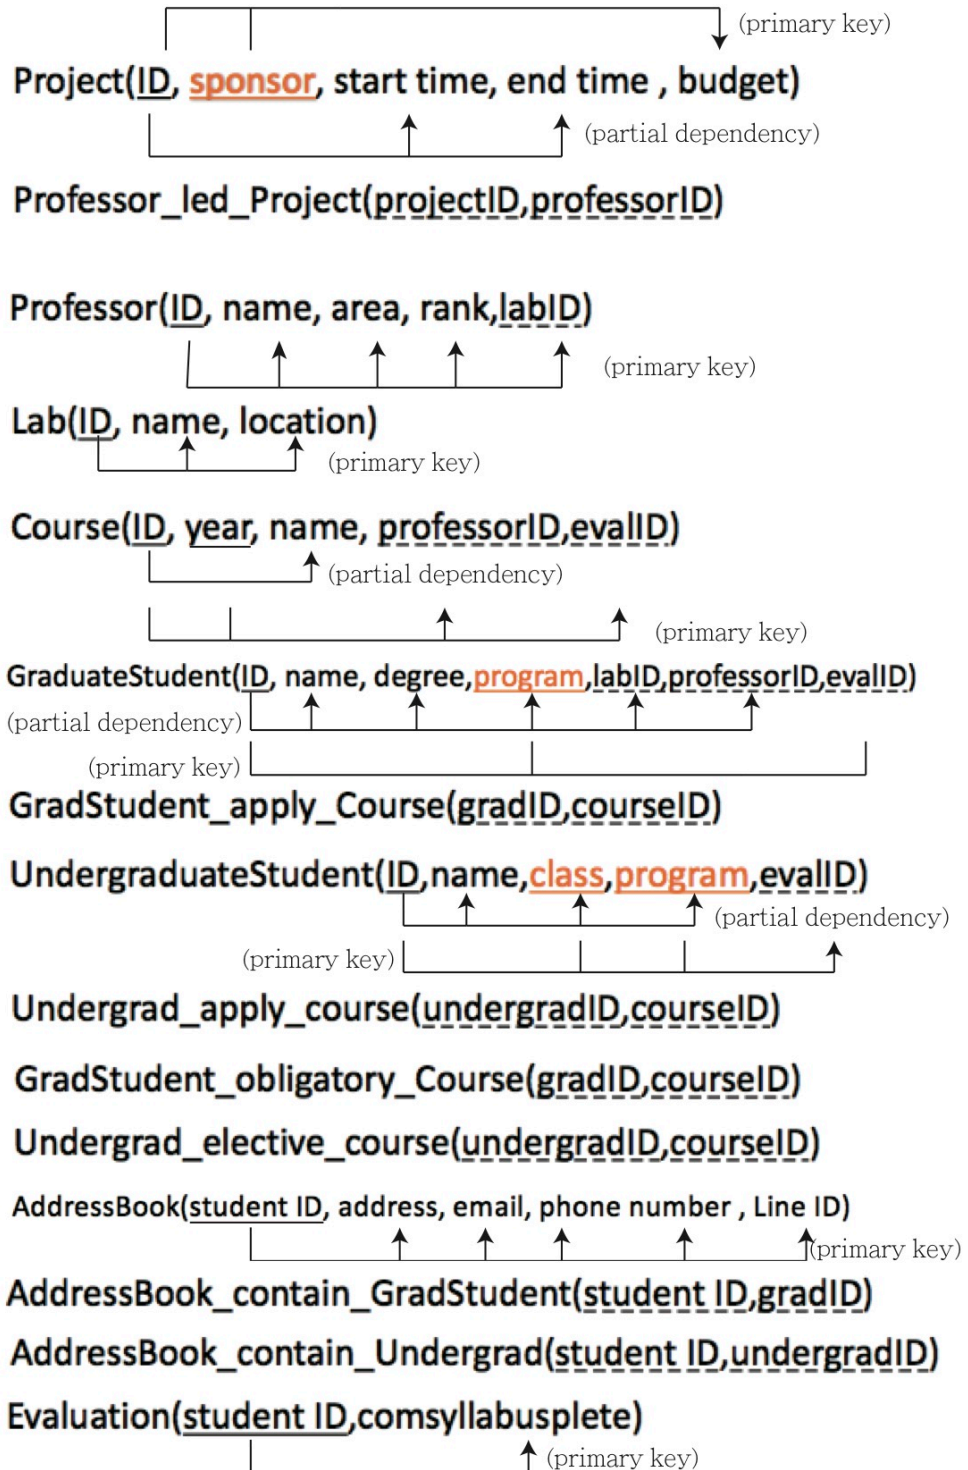 (primary key)
Project(ID, sponsor, start time, end time , budget)
(partial dependency)
Professor_led_Project(projectID,professorID)
Professor(ID, name, area, rank,labID)
(primary key)
Lab(ID, name, location)
(primary key)
Course(ID, year, name, professorID,evalID)
(partial dependency)
(primary key)
GraduateStudent(ID, name, degree,program,labID,professorID,evalID)
(partial dependency)
(primary key)
GradStudent_apply_Course(gradID,courseID)
UndergraduateStudent(ID,name,class,program,evalID)
(partial dependency)
(primary key)
Undergrad_apply_course(undergradID,courseID)
GradStudent_obligatory_Course(gradID,courseID)
Undergrad_elective_course(undergradID,courseID)
AddressBook(student ID, address, email, phone number , Line ID)
(primary key)
AddressBook_contain_GradStudent(student ID,gradID)
AddressBook_contain_Undergrad(student ID,undergradID)
Evaluation(student ID,comsyllabusplete)
(primary key)